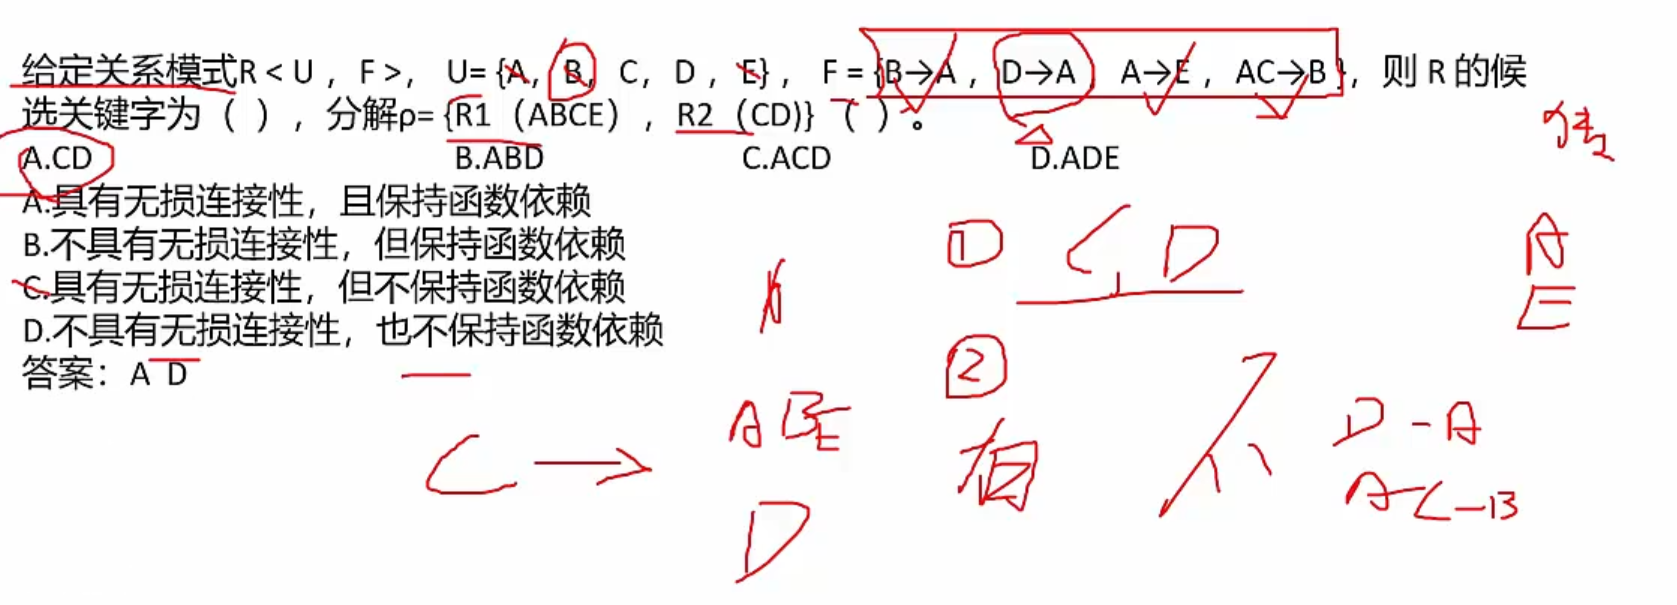 给定关系模式R < U ，F >， U= {A， B， C， D ，E} ， F = {B→A ，D→A ， A→E ，AC→B }，则 R 的候
选关键字为（ ），分解ρ= {R1（ABCE），R2（CD)} （ ）。
A.CD B.ABD C.ACD D.ADE
A.具有无损连接性，且保持函数依赖
B.不具有无损连接性，但保持函数依赖
C.具有无损连接性，但不保持函数依赖
D.不具有无损连接性，也不保持函数依赖
答案：A D
① C D
A
E
②
A B E
D - A
C →
A C - B
D